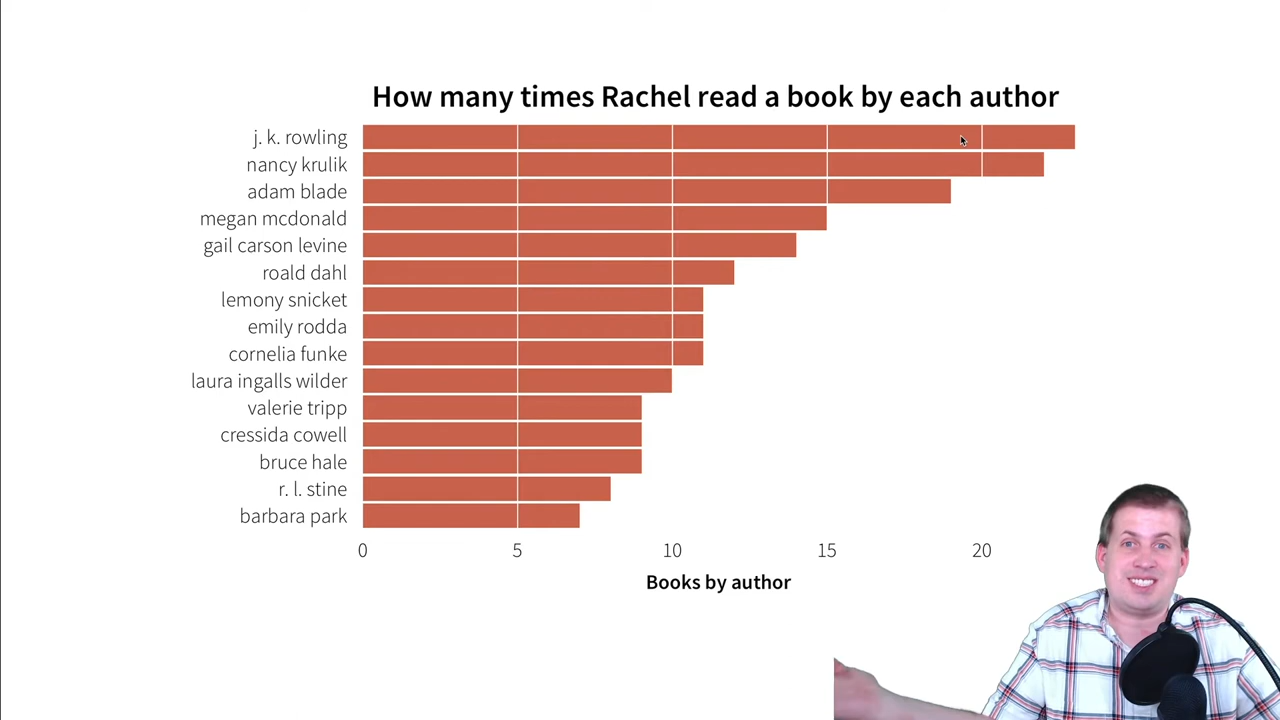 How many times Rachel read a book by each author
j. k. rowling
nancy krulik
adam blade
megan mcdonald
gail carson levine
roald dahl
lemony snicket
emily rodda
cornelia funke
laura ingalls wilder
valerie tripp
cressida cowell
bruce hale
r. l. stine
barbara park
0 5 10 15 20
Books by author